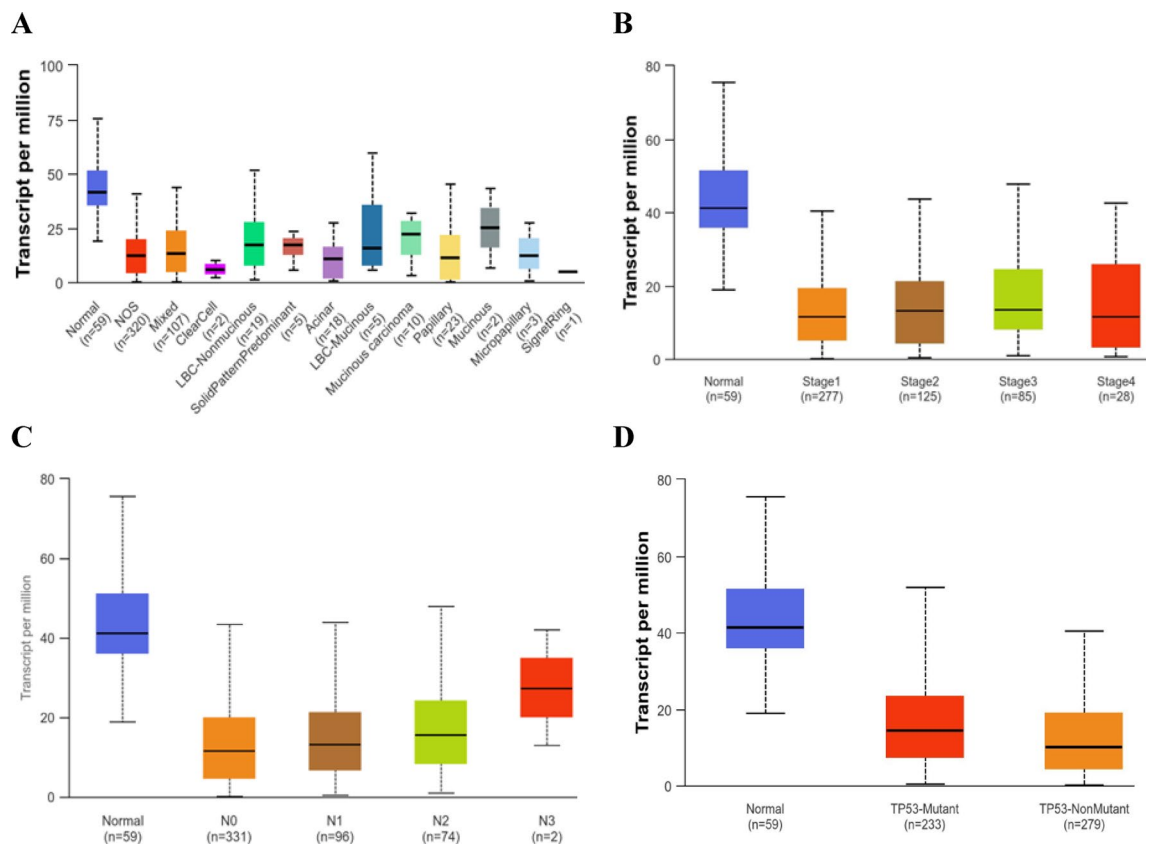 A
Transcript per million
100
75
50
25
0
Normal
(n=59)
NOS
(n=320)
Mixed
(n=107)
ClearCell
(n=2)
LBC-Nonmucinous
(n=19)
SolidPatternPredominant
(n=5)
Acinar
(n=18)
LBC-Mucinous
(n=5)
Mucinous carcinoma
(n=10)
Papillary
(n=23)
Mucinous
(n=2)
Micropapillary
(n=3)
SignetRing
(n=1)
B
Transcript per million
80
60
40
20
0
Normal
(n=59)
Stage1
(n=277)
Stage2
(n=125)
Stage3
(n=85)
Stage4
(n=28)
C
Transcript per million
80
60
40
20
0
Normal
(n=59)
N0
(n=331)
N1
(n=96)
N2
(n=74)
N3
(n=2)
D
Transcript per million
80
60
40
20
0
Normal
(n=59)
TP53-Mutant
(n=233)
TP53-NonMutant
(n=279)